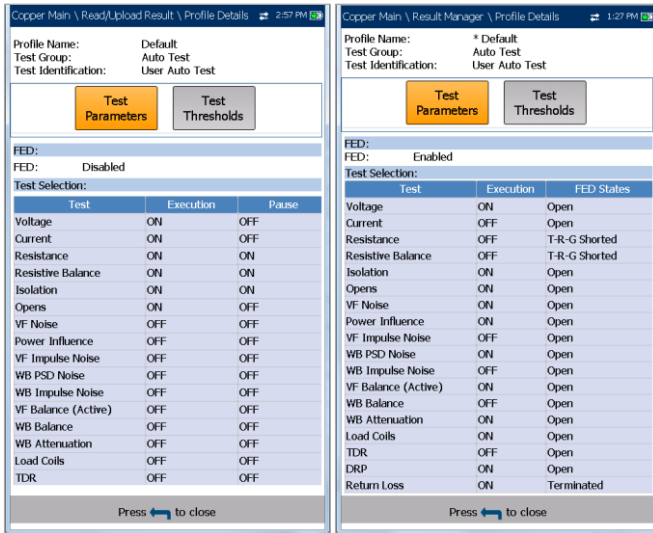 Copper Main \ Read/Upload Result \ Profile Details 2:57 PM
Profile Name: Default
Test Group: Auto Test
Test Identification: User Auto Test
Test Parameters
Test Thresholds
FED:
FED: Disabled
Test Selection:
Test Execution Pause
Voltage ON OFF
Current ON OFF
Resistance ON ON
Resistive Balance ON ON
Isolation ON ON
Opens ON OFF
VF Noise OFF OFF
Power Influence OFF OFF
VF Impulse Noise OFF OFF
WB PSD Noise OFF OFF
WB Impulse Noise OFF OFF
VF Balance (Active) OFF OFF
WB Balance OFF OFF
WB Attenuation OFF OFF
Load Coils OFF OFF
TDR OFF OFF
Press to close
Copper Main \ Result Manager \ Profile Details 1:27 PM
Profile Name: * Default
Test Group: Auto Test
Test Identification: User Auto Test
Test Parameters
Test Thresholds
FED:
FED: Enabled
Test Selection:
Test Execution FED States
Voltage ON Open
Current OFF Open
Resistance OFF T-R-G Shorted
Resistive Balance OFF T-R-G Shorted
Isolation ON Open
Opens ON Open
VF Noise ON Open
Power Influence ON Open
VF Impulse Noise OFF Open
WB PSD Noise ON Open
WB Impulse Noise OFF Open
VF Balance (Active) ON Open
WB Balance OFF Open
WB Attenuation ON Open
Load Coils ON Open
TDR OFF Open
DRP ON Open
Return Loss ON Terminated
Press to close